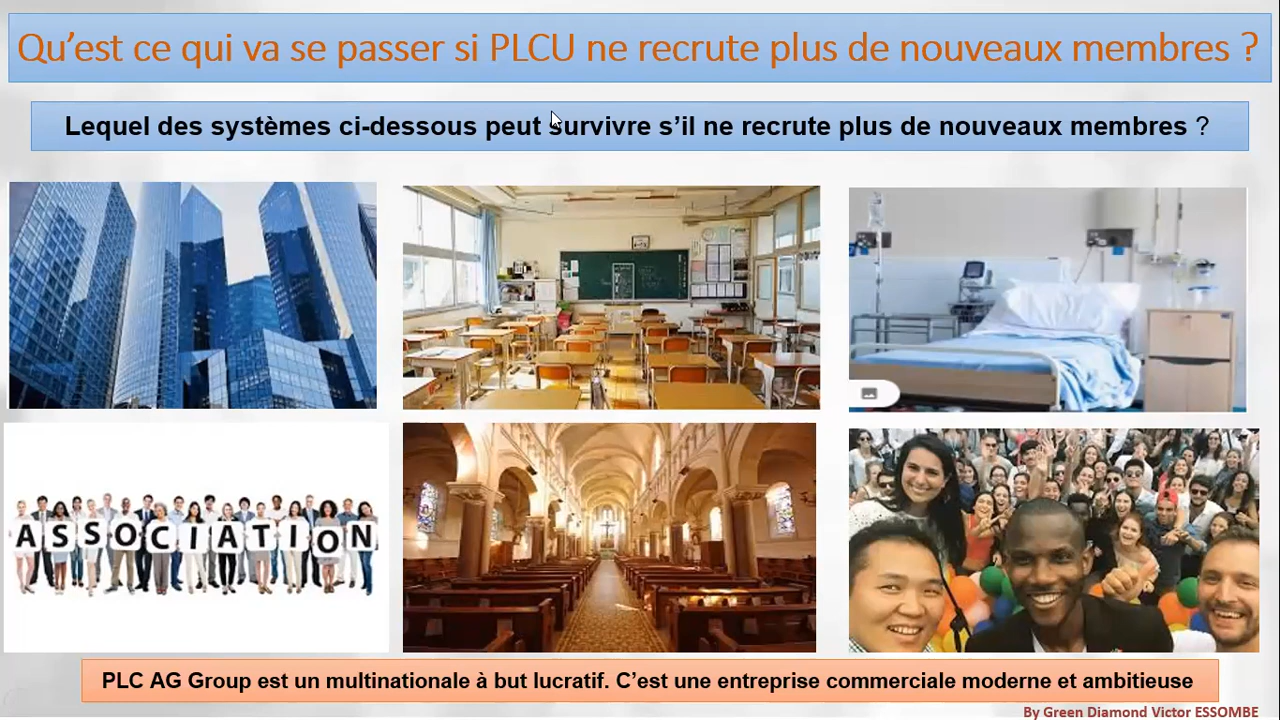 Qu’est ce qui va se passer si PLCU ne recrute plus de nouveaux membres ?
Lequel des systèmes ci-dessous peut survivre s’il ne recrute plus de nouveaux membres ?
ASSOCIATION
PLC AG Group est un multinationale à but lucratif. C’est une entreprise commerciale moderne et ambitieuse
By Green Diamond Victor ESSOMBE